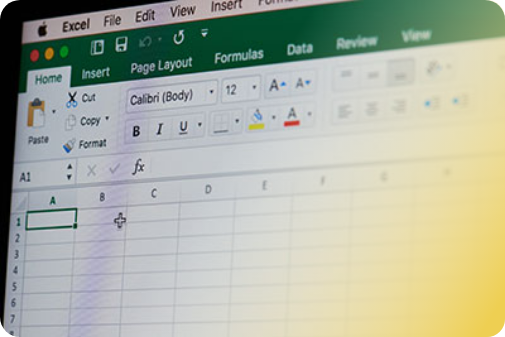 Excel File Edit View Insert
Home Insert Page Layout Formulas Data Review View
Cut
Copy
Paste
Format
Calibri (Body) 12 A A
B I U A
A1 fx
A B C D E F
1
2
3
4
5
6
7